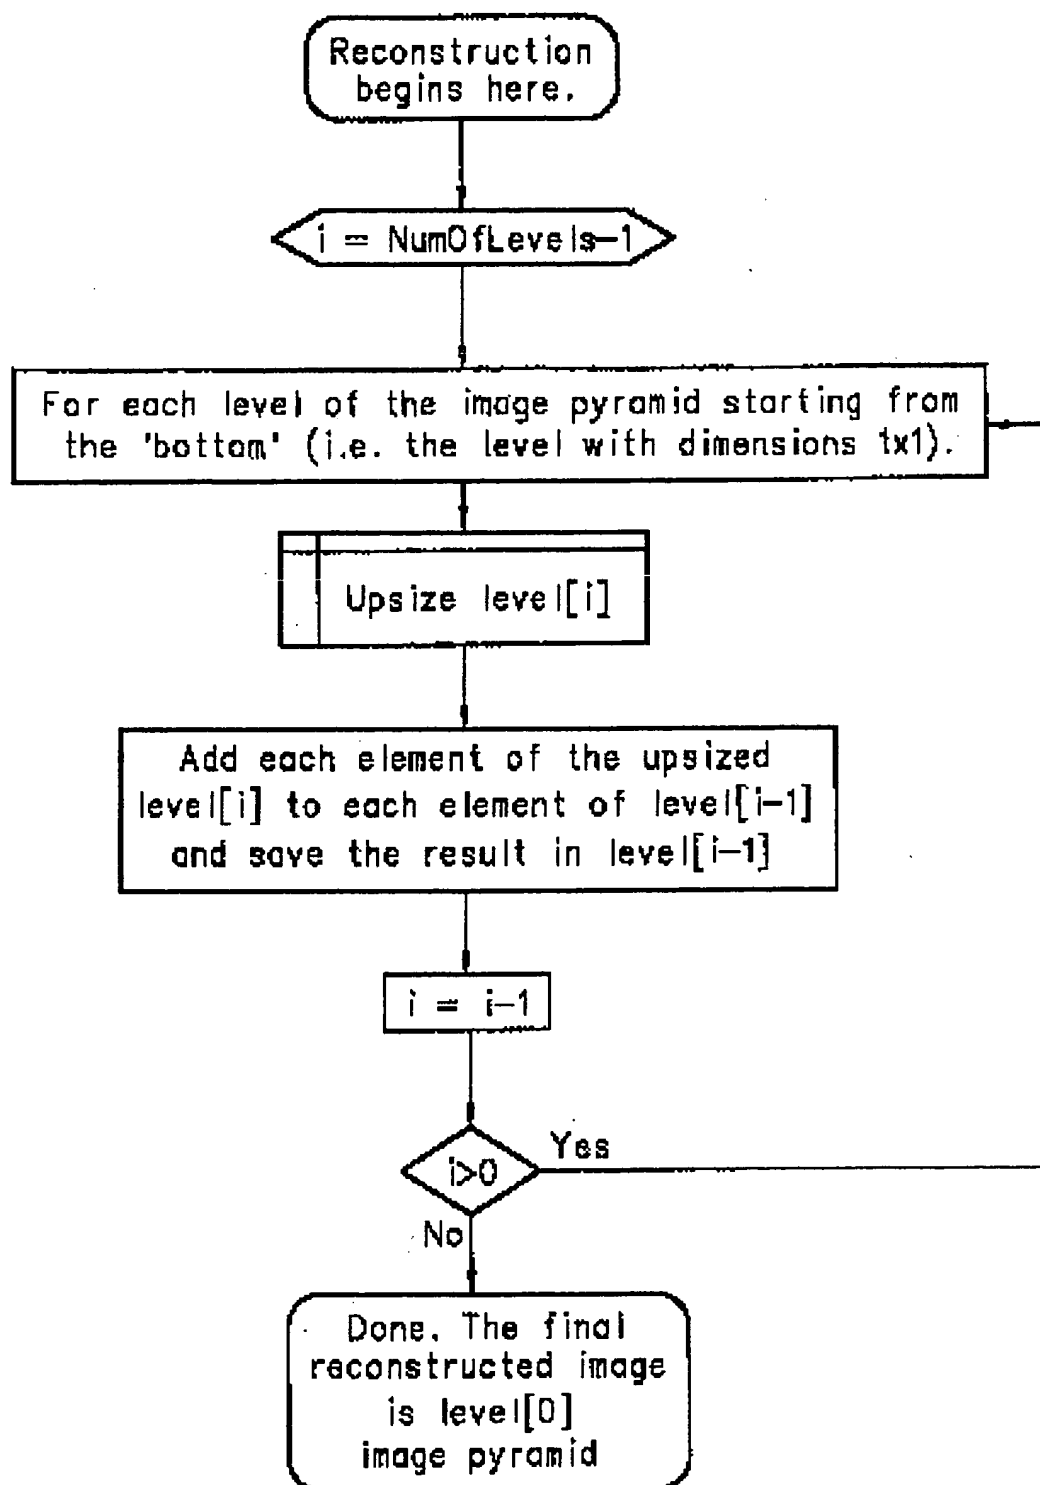 Reconstruction
begins here.
i = NumOfLevels-1
For each level of the image pyramid starting from
the 'bottom' (i.e. the level with dimensions 1x1).
Upsize level[i]
Add each element of the upsized
level[i] to each element of level[i-1]
and save the result in level[i-1]
i = i-1
i>0
Yes
No
Done. The final
reconstructed image
is level[0]
image pyramid